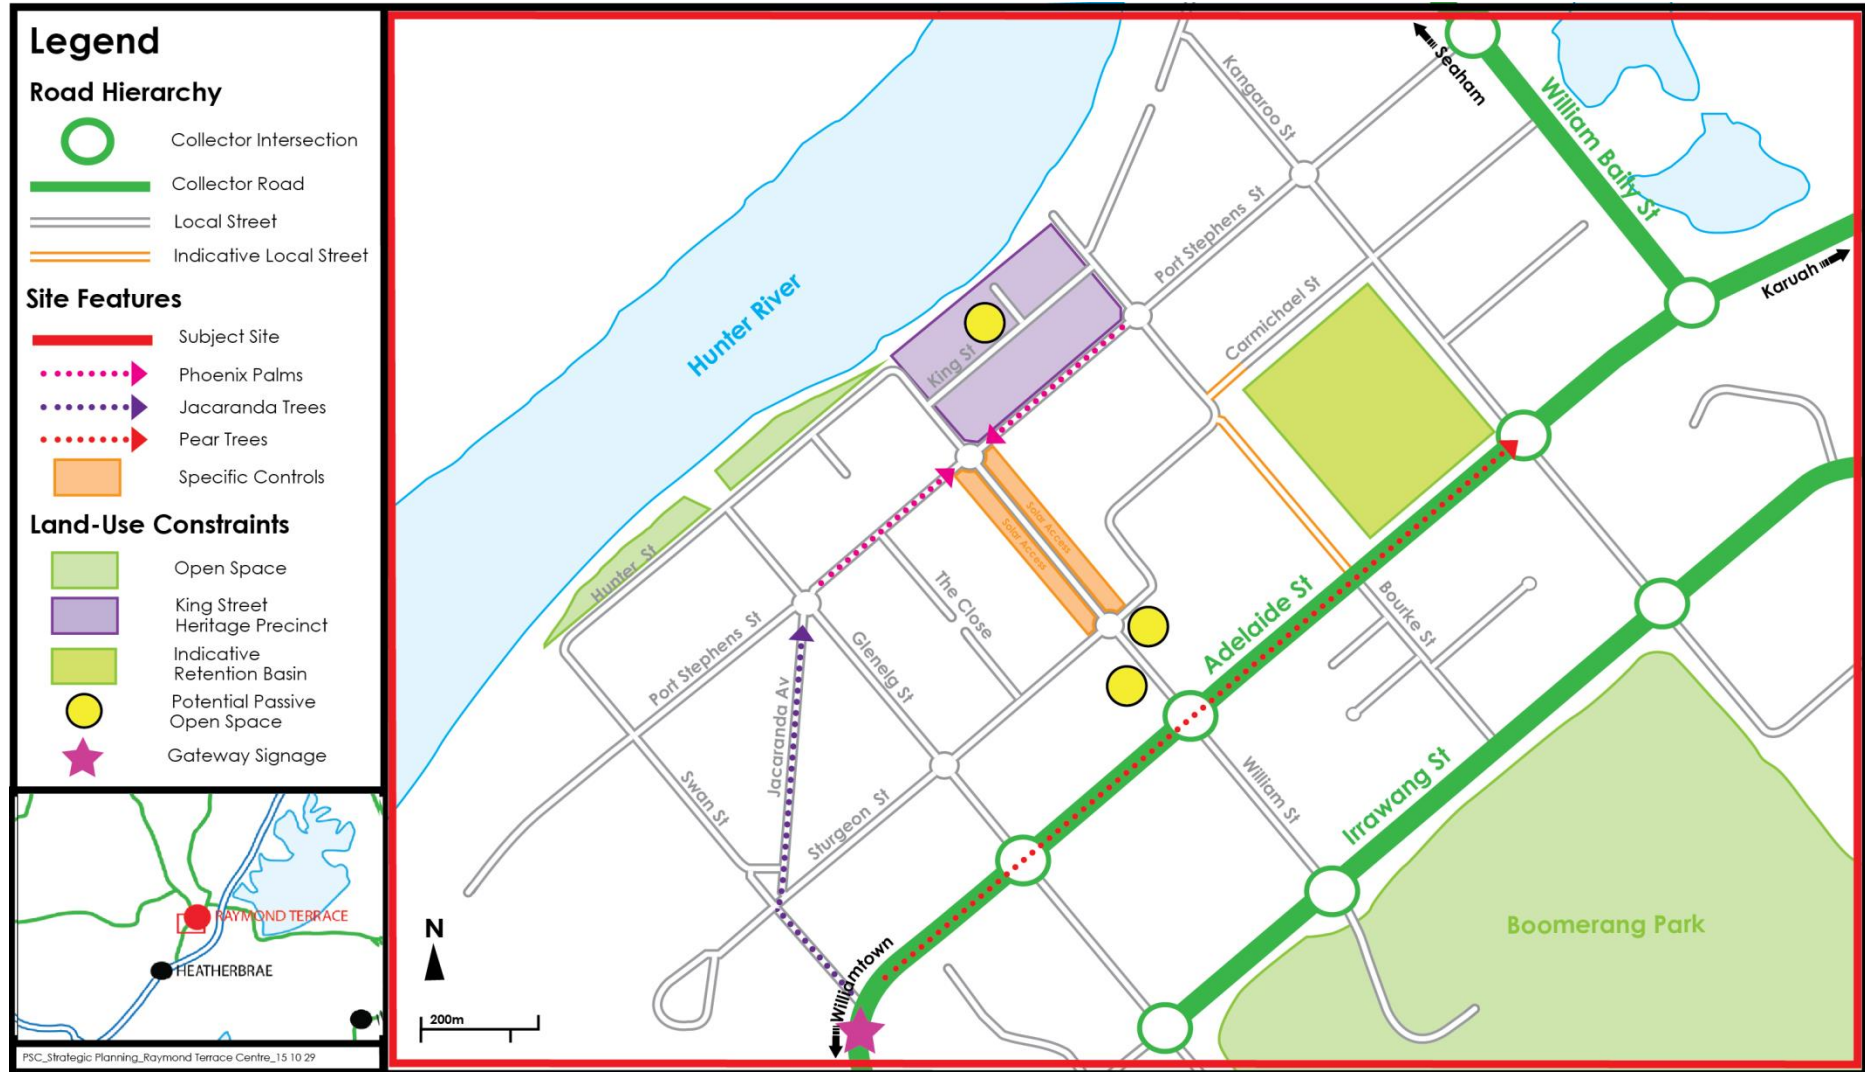 Legend
Road Hierarchy
Collector Intersection
Collector Road
Local Street
Indicative Local Street
Site Features
Subject Site
Phoenix Palms
Jacaranda Trees
Pear Trees
Specific Controls
Land-Use Constraints
Open Space
King Street
Heritage Precinct
Indicative
Retention Basin
Potential Passive
Open Space
Gateway Signage
RAYMOND TERRACE
HEATHERBRAE
PSC_Strategic Planning_Raymond Terrace Centre_15 10 29
Seaham
William Baily St
Kangaroo St
Karuah
Port Stephens St
Hunter River
Carmichael St
King St
Solar Access
Solar Access
Hunter St
The Close
Adelaide St
Bourke St
Port Stephens St
Glenelg St
Jacaranda Av
Swan St
Sturgeon St
William St
Irrawang St
Boomerang Park
Williamtown
N
200m